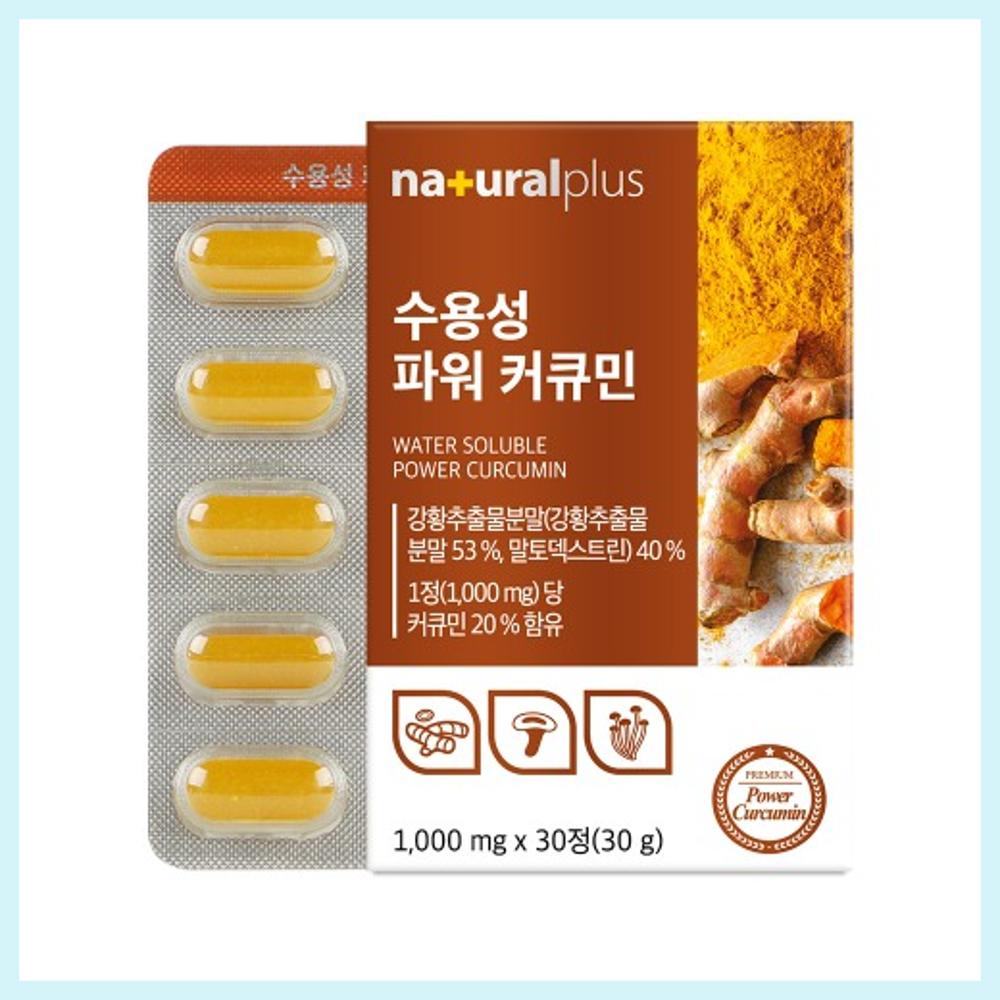 수용성
na+uralplus
수용성
파워 커큐민
WATER SOLUBLE
POWER CURCUMIN
강황추출물분말(강황추출물
분말 53 %, 말토덱스트린) 40 %
1정(1,000 mg) 당
커큐민 20 % 함유
PREMIUM
Power
Curcumin
1,000 mg x 30정(30 g)